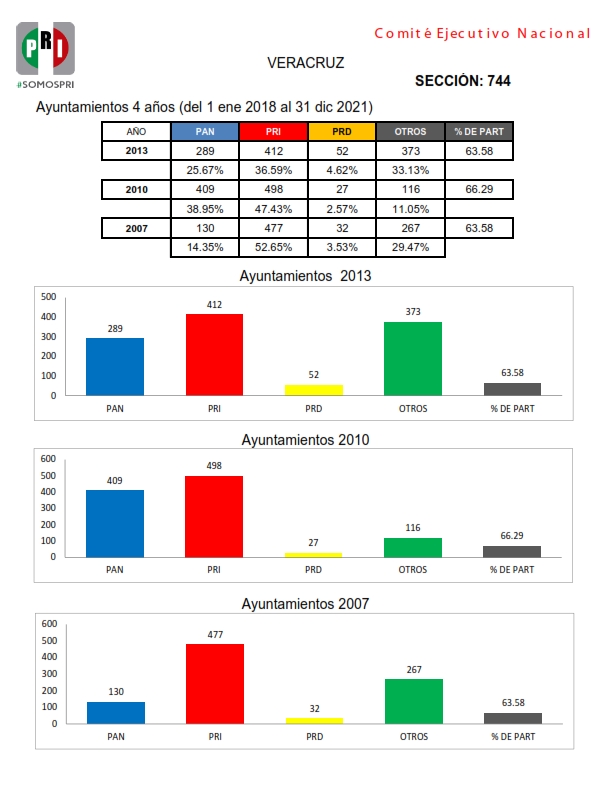 Comité Ejecutivo Nacional
PRI
#SOMOSPRI
VERACRUZ
SECCIÓN: 744
Ayuntamientos 4 años (del 1 ene 2018 al 31 dic 2021)
AÑO PAN PRI PRD OTROS % DE PART
2013 289 412 52 373 63.58
25.67% 36.59% 4.62% 33.13%
2010 409 498 27 116 66.29
38.95% 47.43% 2.57% 11.05%
2007 130 477 32 267 63.58
14.35% 52.65% 3.53% 29.47%
Ayuntamientos 2013
500
400
300
200
100
0
289 412 52 373 63.58
PAN PRI PRD OTROS % DE PART
Ayuntamientos 2010
600
500
400
300
200
100
0
409 498 27 116 66.29
PAN PRI PRD OTROS % DE PART
Ayuntamientos 2007
600
500
400
300
200
100
0
130 477 32 267 63.58
PAN PRI PRD OTROS % DE PART